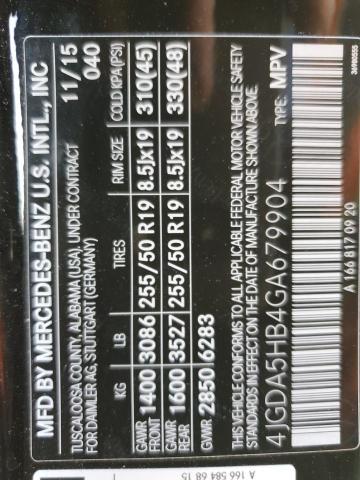 MFD BY MERCEDES-BENZ U.S. INTL., INC
TUSCALOOSA COUNTY, ALABAMA (USA), UNDER CONTRACT 11/15
FOR DAIMLER AG, STUTTGART (GERMANY) 040
KG LB TIRES RIM SIZE COLD KPA(PSI)
GAWR FRONT 1400 3086 255/50 R19 8.5Jx19 310(45)
GAWR REAR 1600 3527 255/50 R19 8.5Jx19 330(48)
GWR 2850 6283
THIS VEHICLE CONFORMS TO ALL APPLICABLE FEDERAL MOTOR VEHICLE SAFETY
STANDARDS IN EFFECT ON THE DATE OF MANUFACTURE SHOWN ABOVE.
4JGDA5HB4GA679904 TYPE: MPV
A 166 817 09 20
36980555
A 166 584 68 15